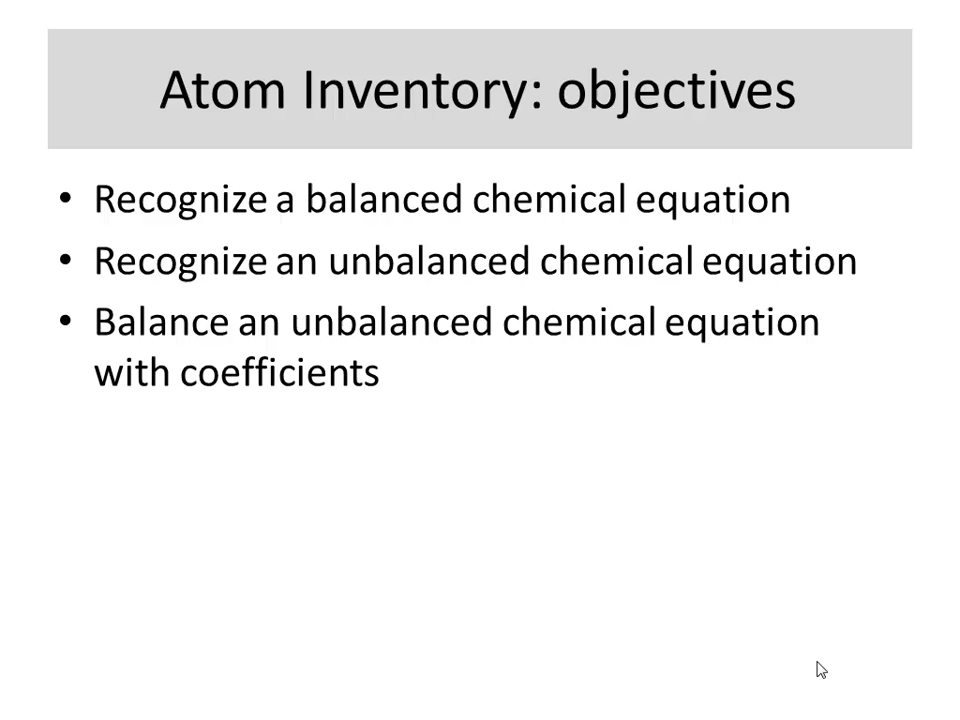 Atom Inventory: objectives
• Recognize a balanced chemical equation
• Recognize an unbalanced chemical equation
• Balance an unbalanced chemical equation
with coefficients